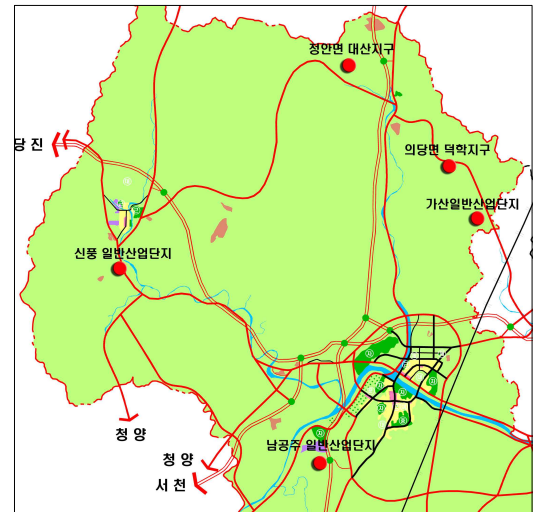 정안면 대산지구
당 진
의당면 덕학지구
가산일반산업단지
신풍 일반산업단지
청 양
남공주 일반산업단지
청 양
서 천